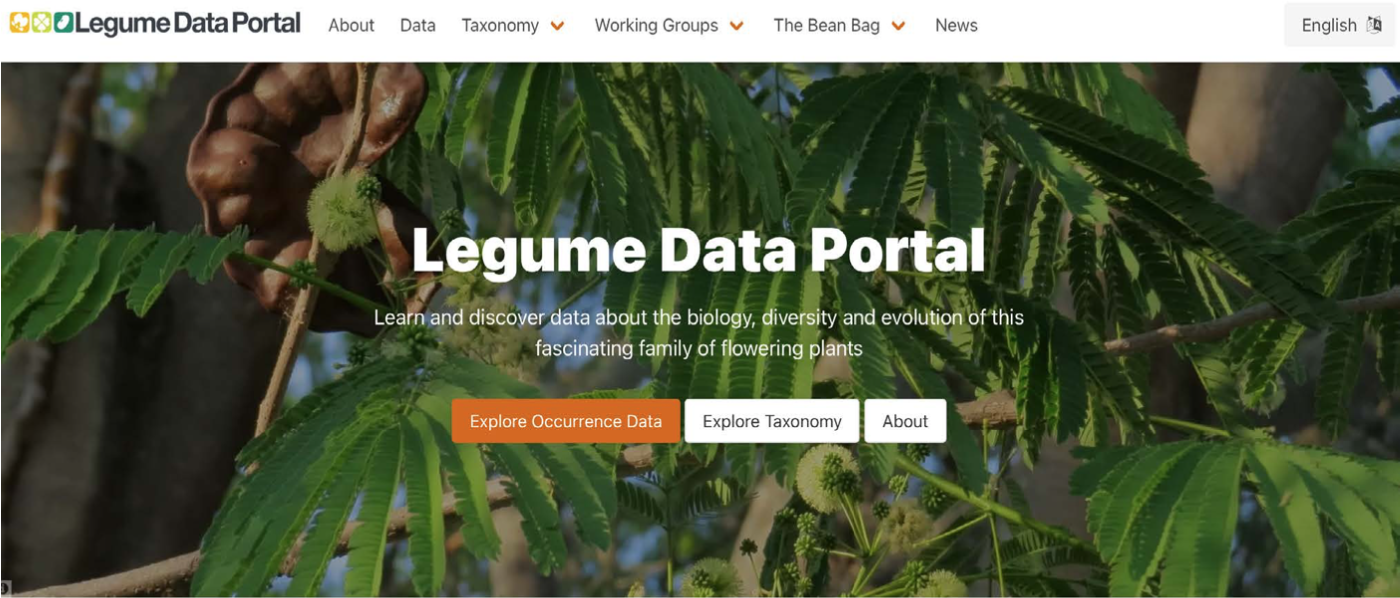 Legume Data Portal About Data Taxonomy Working Groups The Bean Bag News English
Legume Data Portal
Learn and discover data about the biology, diversity and evolution of this
fascinating family of flowering plants
Explore Occurrence Data Explore Taxonomy About